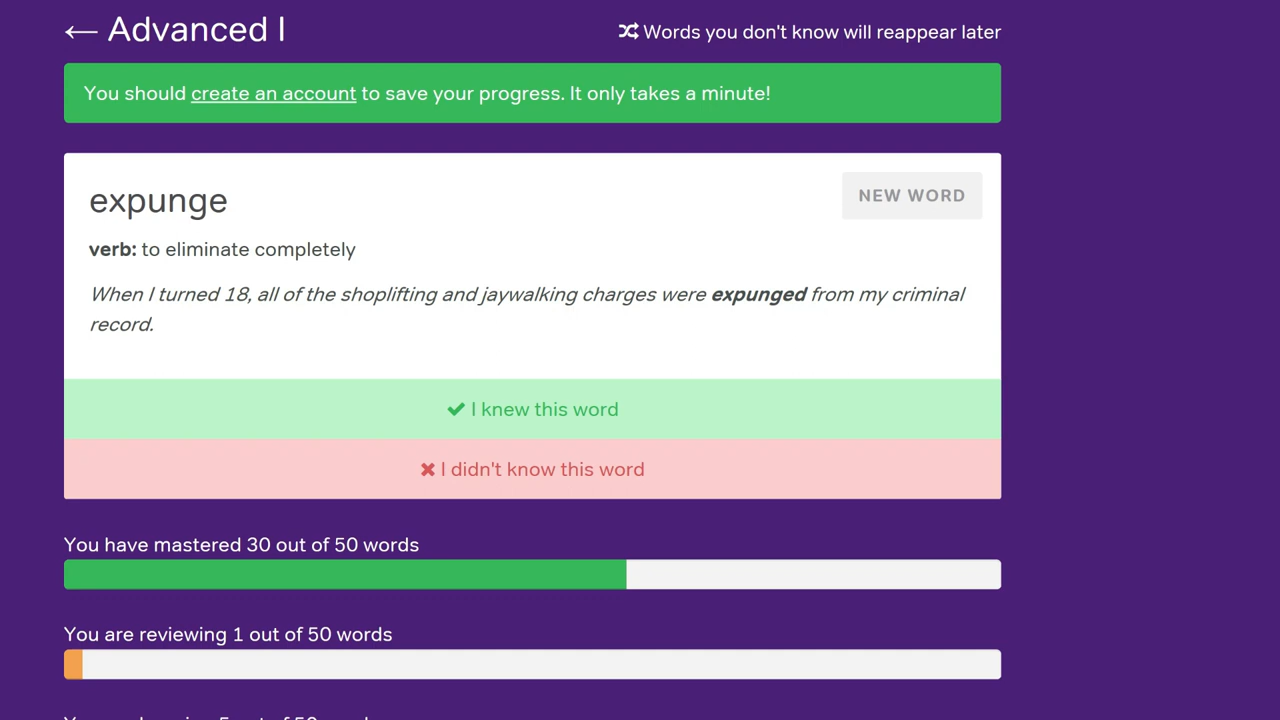 ← Advanced I
Words you don't know will reappear later
You should create an account to save your progress. It only takes a minute!
expunge
NEW WORD
verb: to eliminate completely
When I turned 18, all of the shoplifting and jaywalking charges were expunged from my criminal
record.
I knew this word
I didn't know this word
You have mastered 30 out of 50 words
You are reviewing 1 out of 50 words